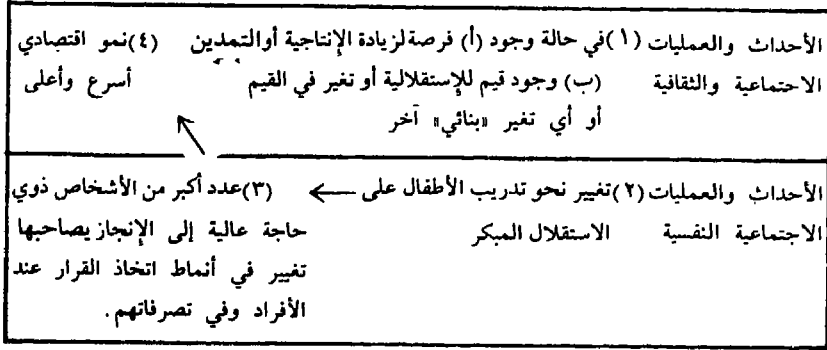 الأحداث والعمليات (١) في حالة وجود (أ) فرصة لزيادة الإنتاجية أو التمدين (٤) نمو اقتصادي
الاحتماعية والثقافية (ب) وجود قيم للإستقلالية أو تغير في القيم أسرع وأعلى
أو أي تغير «بنائي» آخر
الأحداث والعمليات (٢) تغيير نحو تدريب الأطفال على (٣) عدد أكبر من الأشخاص ذوي
الاجتماعية النفسية الاستقلال المبكر حاجة عالية إلى الإنجاز يصاحبها
تغيير في أنماط اتخاذ القرار عند
الأفراد وفي تصرفاتهم.